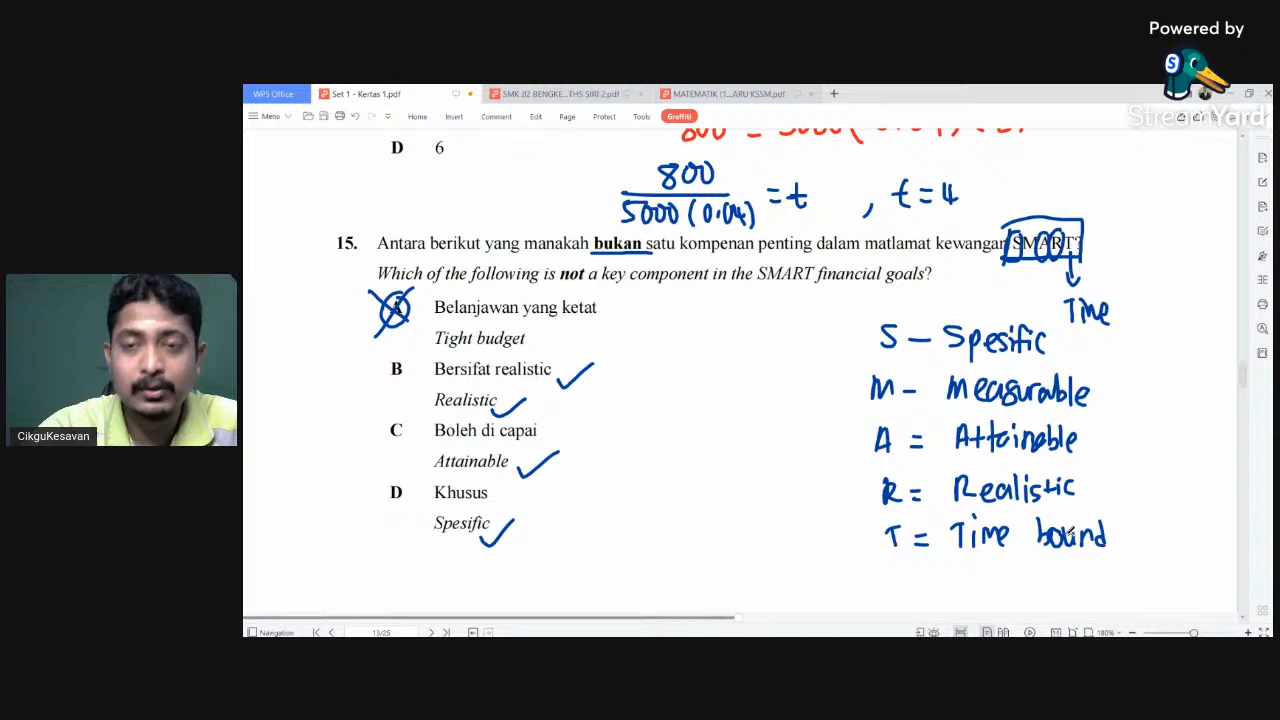 Powered by
StreamYard
WPS Office
Set 1 - Kertas 1.pdf
SMK JJ2 BENGKE...THS SIRI 2.pdf
MATEMATIK (1...ARU KSSM.pdf
Menu
Home
Insert
Comment
Edit
Page
Protect
Tools
Graffiti
D 6
800
5000(0.04) = t , t = 4
15. Antara berikut yang manakah bukan satu kompenan penting dalam matlamat kewangan SMART?
Which of the following is not a key component in the SMART financial goals?
Time
A Belanjawan yang ketat
Tight budget
B Bersifat realistic
Realistic
C Boleh di capai
Attainable
D Khusus
Spesific
S – Spesific
M – Measurable
A = Attainable
R = Realistic
T = Time bound
CikguKesavan
Navigation
13/25
180%